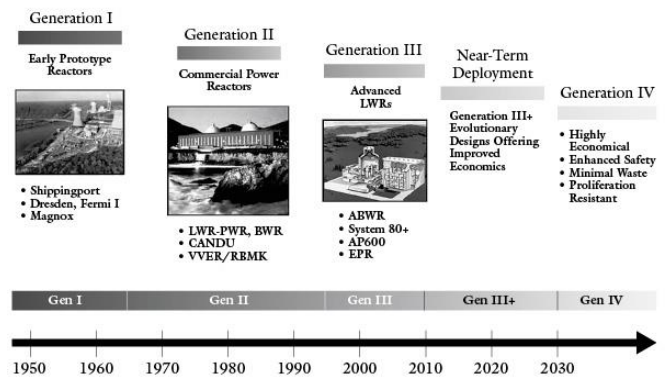 Generation I
Early Prototype
Reactors
• Shippingport
• Dresden, Fermi I
• Magnox
Generation II
Commercial Power
Reactors
• LWR-PWR, BWR
• CANDU
• VVER/RBMK
Generation III
Advanced
LWRs
• ABWR
• System 80+
• AP600
• EPR
Near-Term
Deployment
Generation III+
Evolutionary
Designs Offering
Improved
Economics
Generation IV
• Highly
Economical
• Enhanced Safety
• Minimal Waste
• Proliferation
Resistant
Gen I Gen II Gen III Gen III+ Gen IV
1950 1960 1970 1980 1990 2000 2010 2020 2030